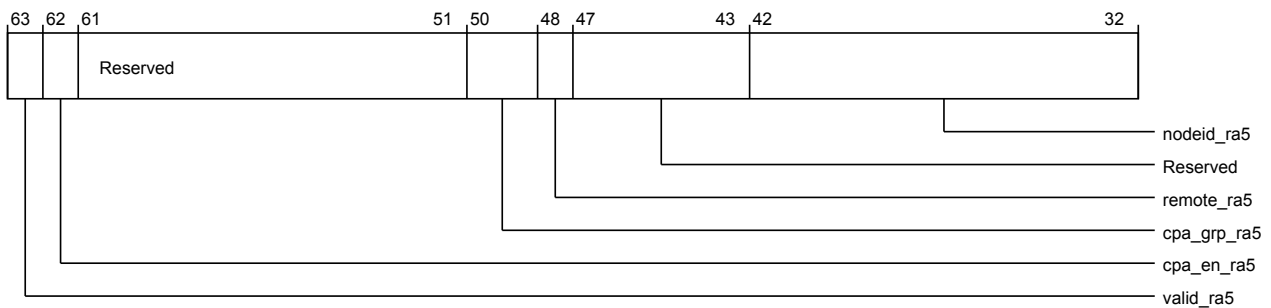 63 62 61 51 50 48 47 43 42 32
Reserved
nodeid_ra5
Reserved
remote_ra5
cpa_grp_ra5
cpa_en_ra5
valid_ra5